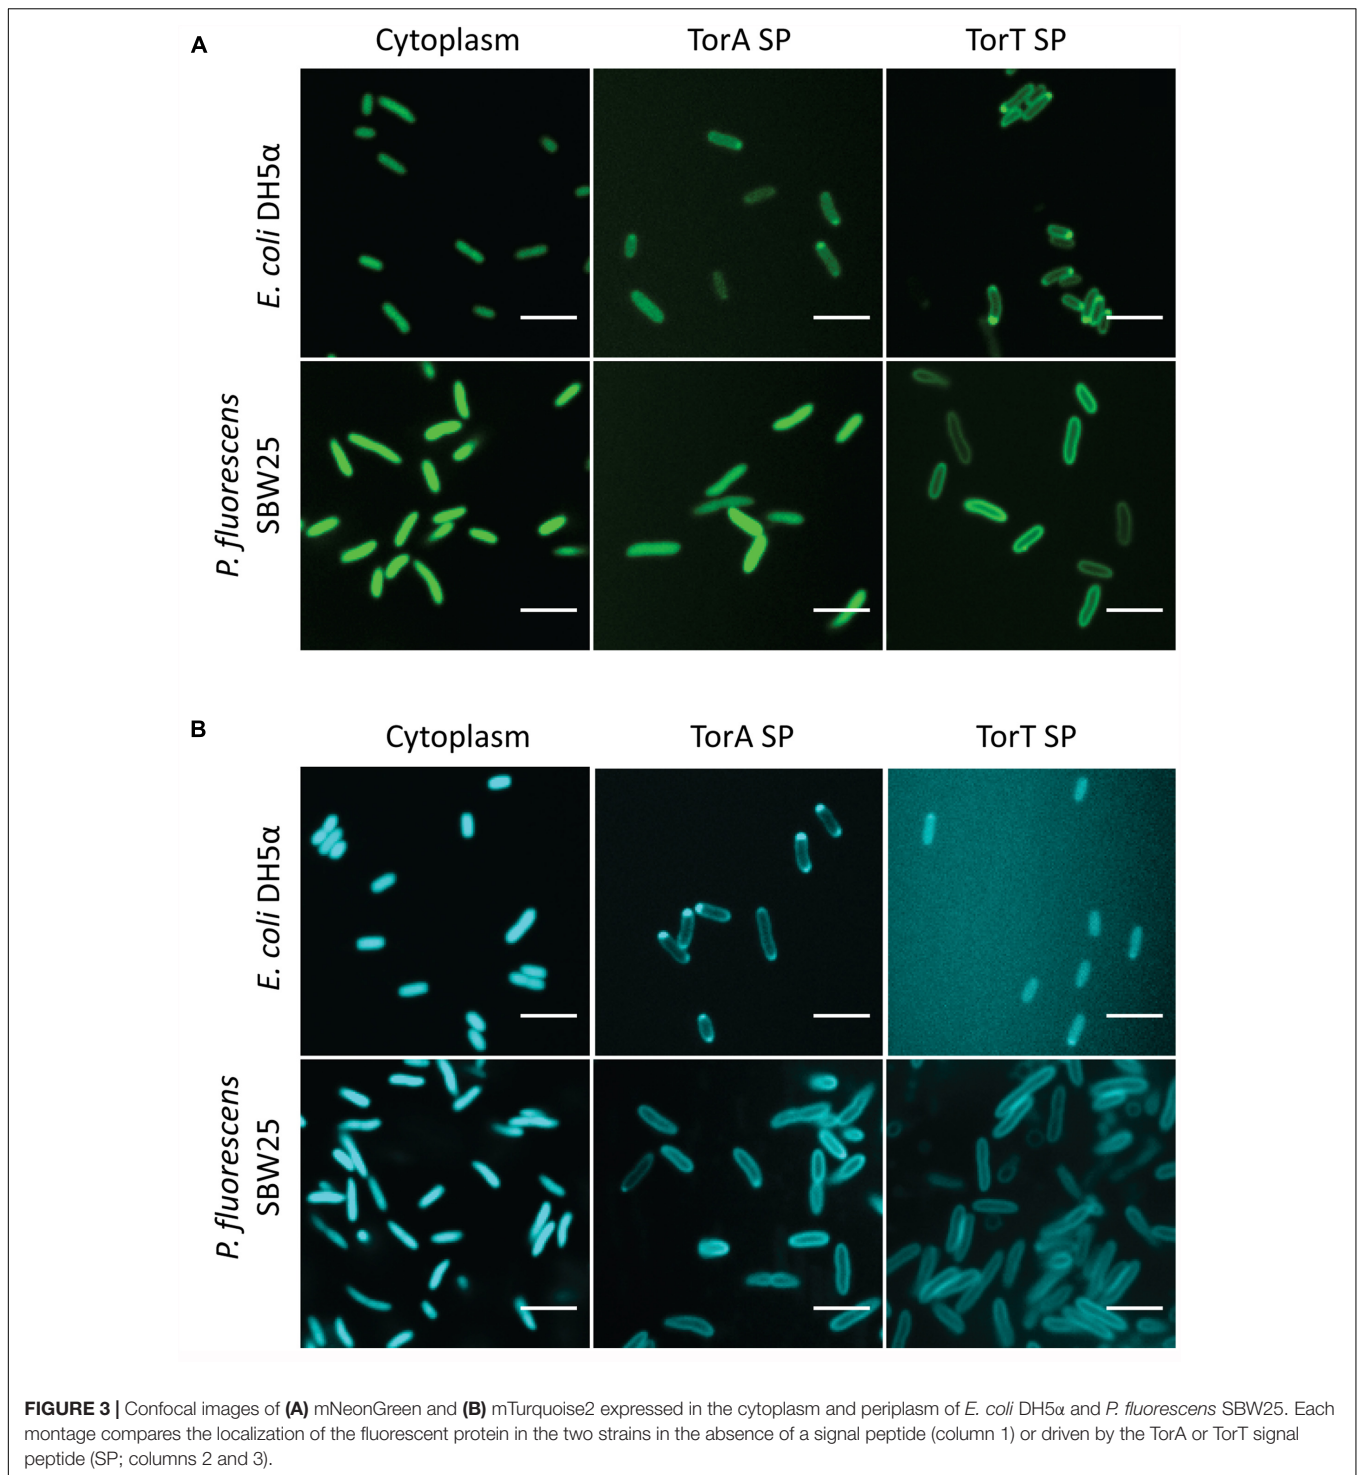 A
Cytoplasm
TorA SP
TorT SP
E. coli DH5α
P. fluorescens
SBW25
B
Cytoplasm
TorA SP
TorT SP
E. coli DH5α
P. fluorescens
SBW25
FIGURE 3 | Confocal images of (A) mNeonGreen and (B) mTurquoise2 expressed in the cytoplasm and periplasm of E. coli DH5α and P. fluorescens SBW25. Each
montage compares the localization of the fluorescent protein in the two strains in the absence of a signal peptide (column 1) or driven by the TorA or TorT signal
peptide (SP; columns 2 and 3).